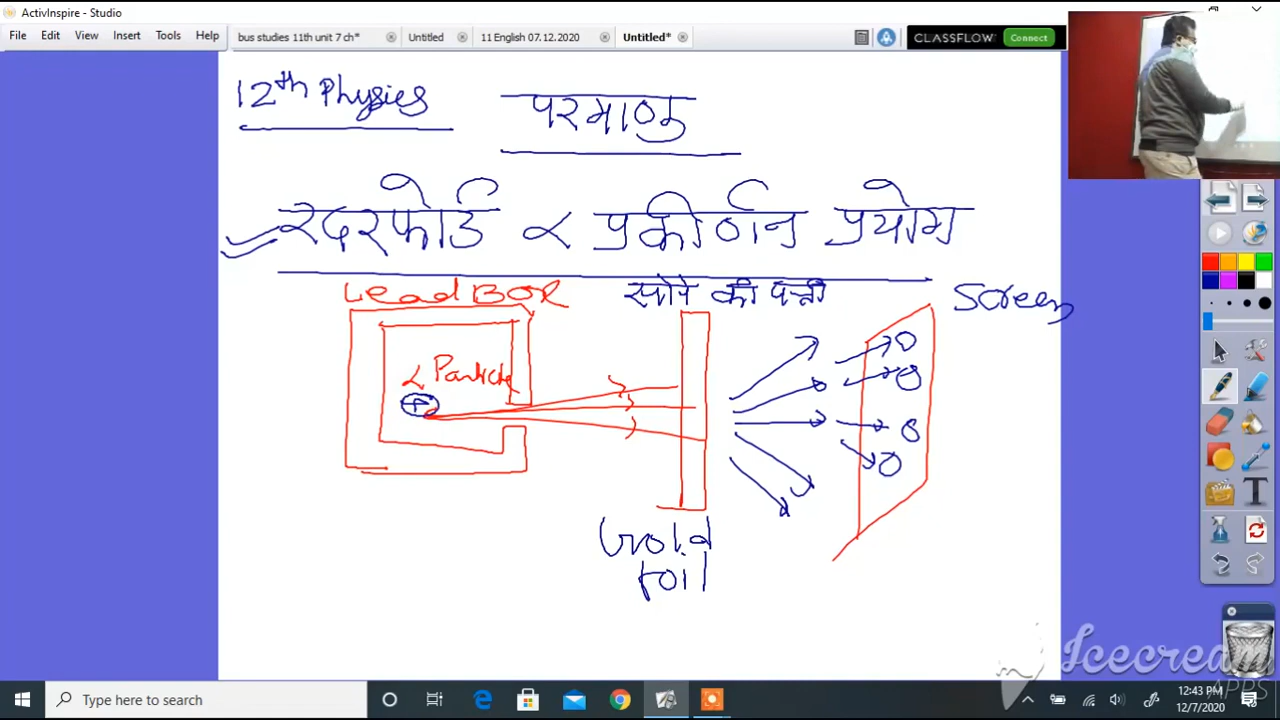 ActivInspire - Studio
File Edit View Insert Tools Help
bus studies 11th unit 7 ch*
Untitled
11 English 07.12.2020
Untitled*
CLASSFLOW Connect
12th Physics
परमाणु
रदरफोर्ड α प्रकीर्णन प्रयोग
Lead BOX
सोने की पन्नी
Screen
α Particle
+
Gold
foil
Icecream
APPS
Type here to search
12:43 PM
12/7/2020